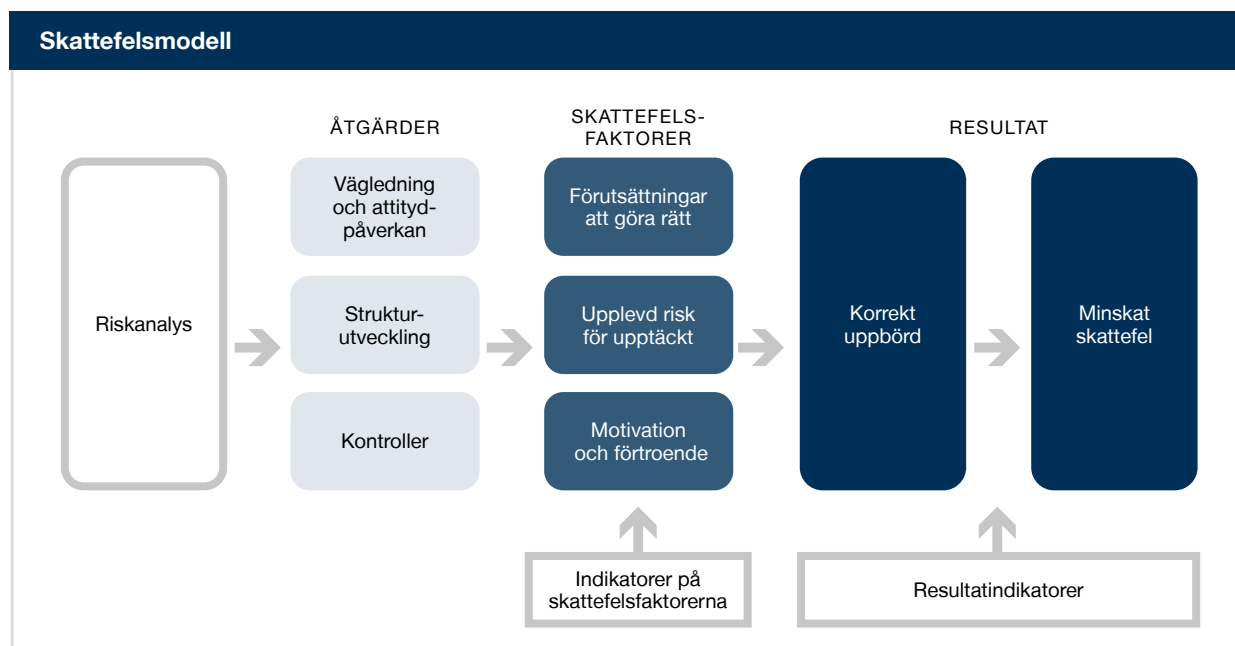 Skattefelsmodell
ÅTGÄRDER
SKATTEFELS-
FAKTORER
RESULTAT
Riskanalys
Vägledning
och attityd-
påverkan
Struktur-
utveckling
Kontroller
Förutsättningar
att göra rätt
Upplevd risk
för upptäckt
Motivation
och förtroende
Korrekt
uppbörd
Minskat
skattefel
Indikatorer på
skattefelsfaktorerna
Resultatindikatorer